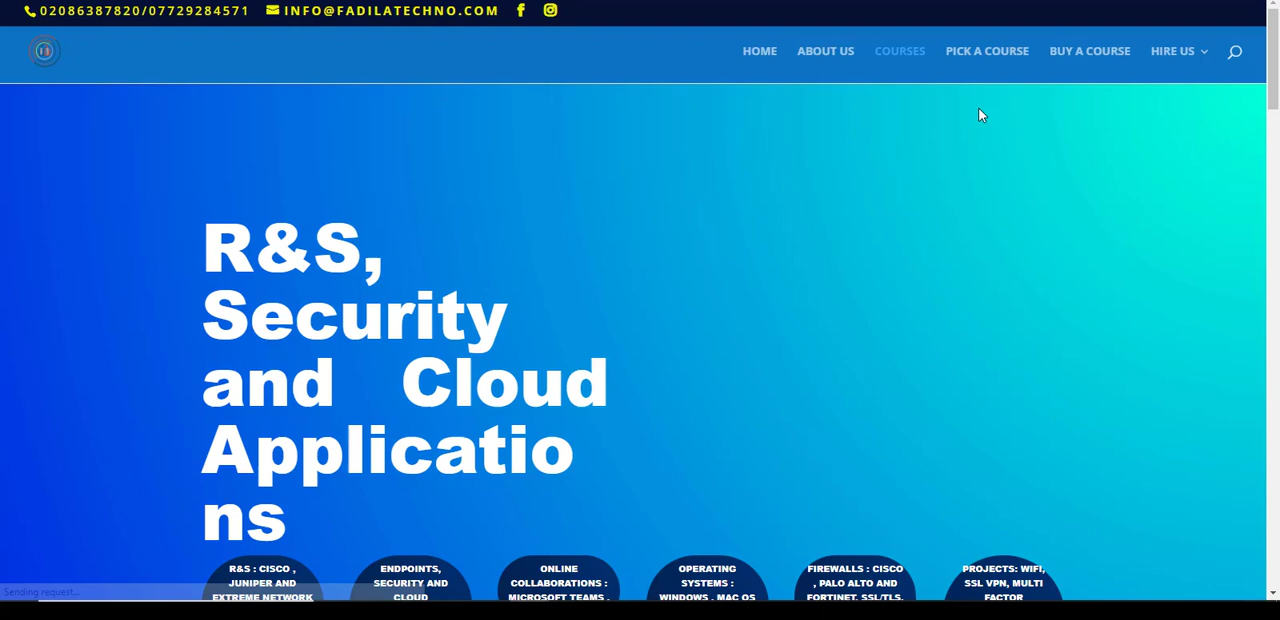 02086387820/07729284571 INFO@FADILATECHNO.COM
HOME ABOUT US COURSES PICK A COURSE BUY A COURSE HIRE US
R&S,
Security
and Cloud
Applicatio
ns
R&S : CISCO ,
JUNIPER AND
EXTREME NETWORK
ENDPOINTS,
SECURITY AND
CLOUD
ONLINE
COLLABORATIONS :
MICROSOFT TEAMS ,
OPERATING
SYSTEMS :
WINDOWS , MAC OS
FIREWALLS : CISCO
, PALO ALTO AND
FORTINET, SSL/TLS,
PROJECTS: WIFI,
SSL VPN, MULTI
FACTOR
Sending request...